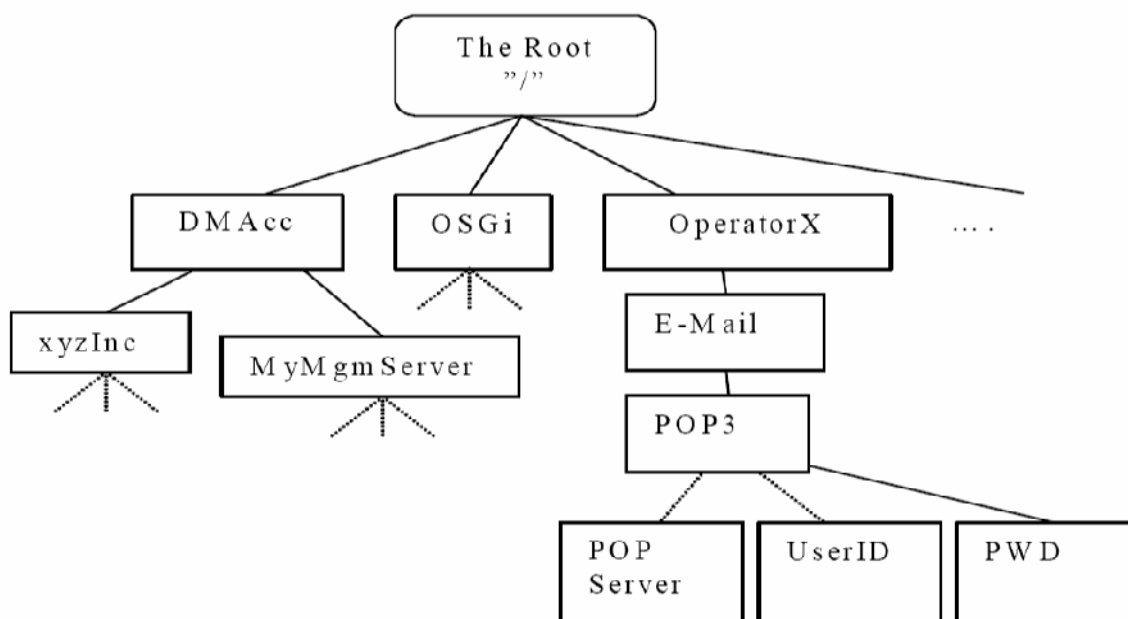 The Root
"/"
DMAcc
OSGi
OperatorX
....
xyzInc
MyMgmServer
E-Mail
POP3
POP
Server
UserID
PWD